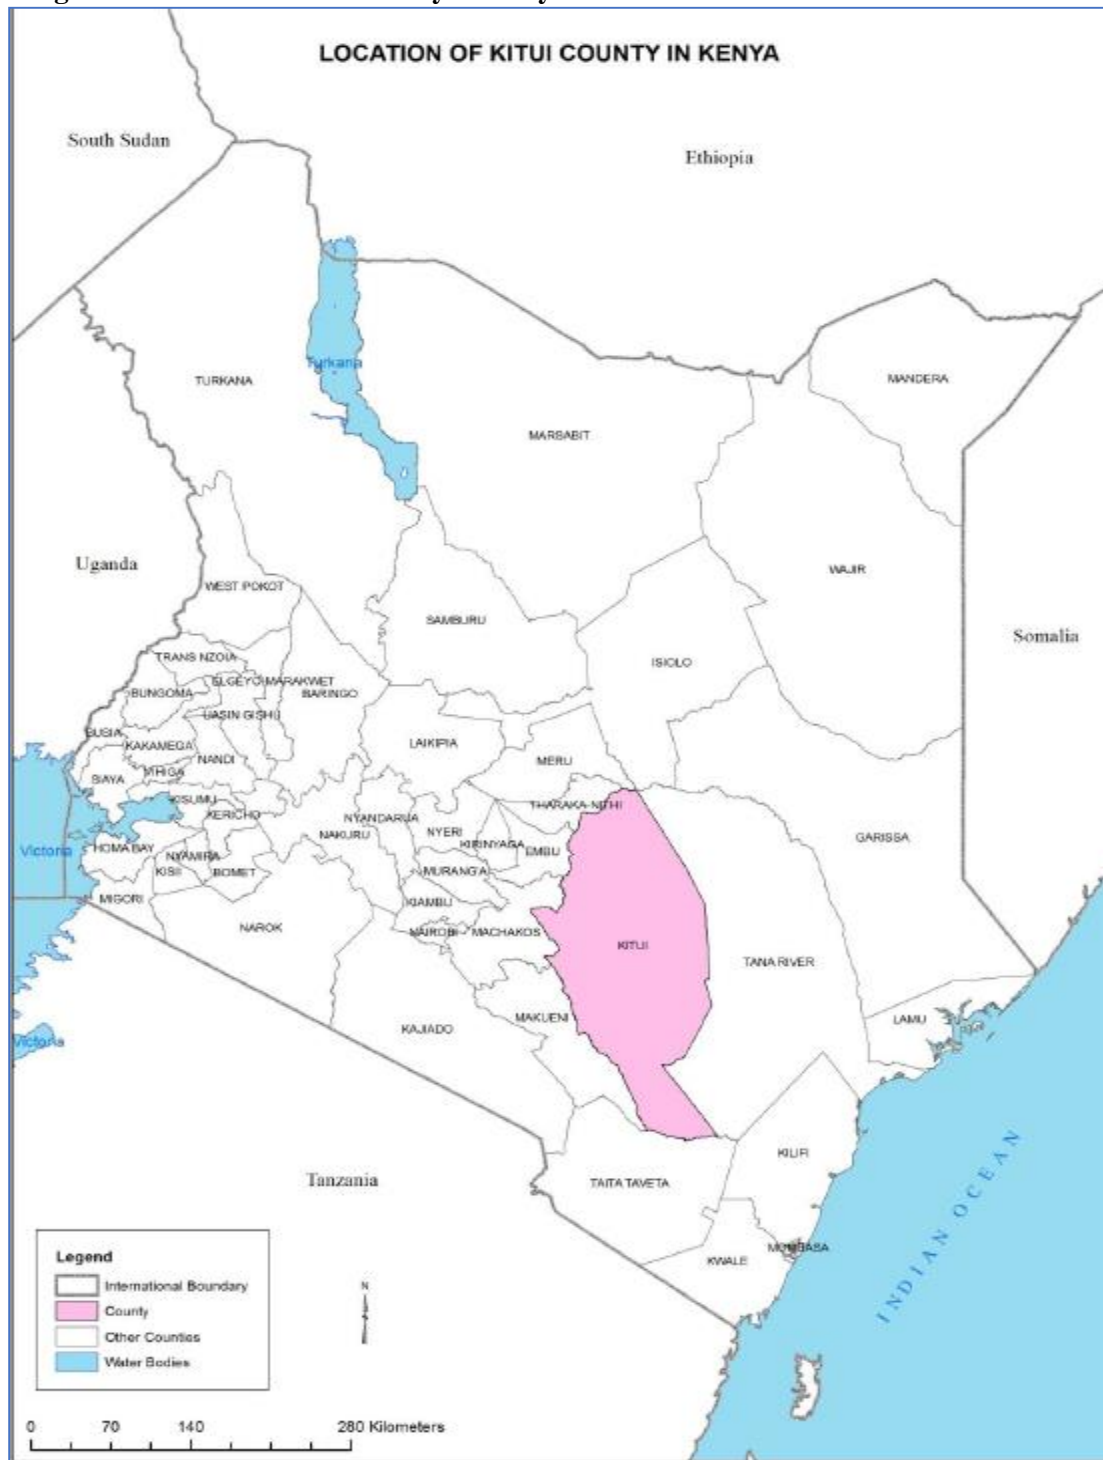 LOCATION OF KITUI COUNTY IN KENYA
South Sudan
Ethiopia
Turkana
TURKANA
MANDERA
MARSABIT
Uganda
WAJIR
WEST POKOT
SAMBURU
Somalia
ISIOLO
TRANS NZOIA
ELGEYO-MARAKWET
BUNGOMA
BARINGO
UASIN GISHU
BUSIA
KAKAMEGA
LAIKIPIA
NANDI
MERU
VIHIGA
SIAYA
KISUMU
THARAKA-NITHI
KERICHO
NYANDARUA
NYERI
NAKURU
GARISSA
KIRINYAGA
EMBU
Victoria
HOMA BAY
NYAMIRA
KISII
BOMET
MURANG'A
MIGORI
KIAMBU
NAROK
NAIROBI
MACHAKOS
KITUI
TANA RIVER
MAKUENI
LAMU
KAJIADO
Victoria
KILIFI
Tanzania
TAITA TAVETA
INDIAN OCEAN
MOMBASA
KWALE
Legend
International Boundary
County
Other Counties
Water Bodies
N
0 70 140 280 Kilometers